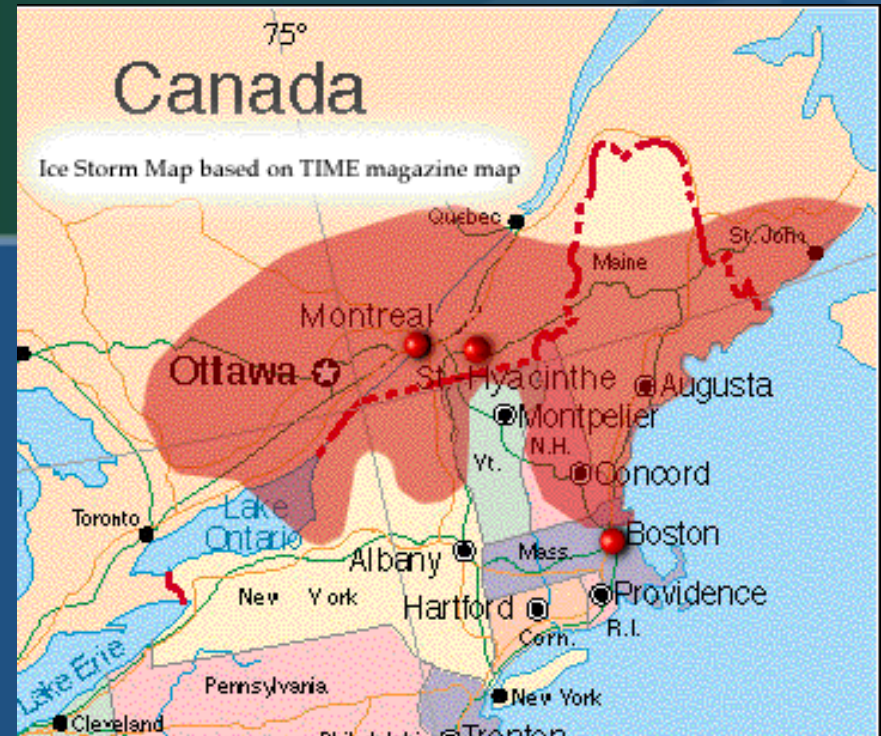 75°
Canada
Ice Storm Map based on TIME magazine map
Quebec
St. John
Maine
Montreal
Ottawa
St. Hyacinthe
Augusta
Montpelier
N.H.
Vt.
Concord
Toronto
Lake
Ontario
Boston
Albany
Mass.
New York
Hartford
Providence
Conn.
R.I.
Lake Erie
Pennsylvania
New York
Cleveland
Trenton